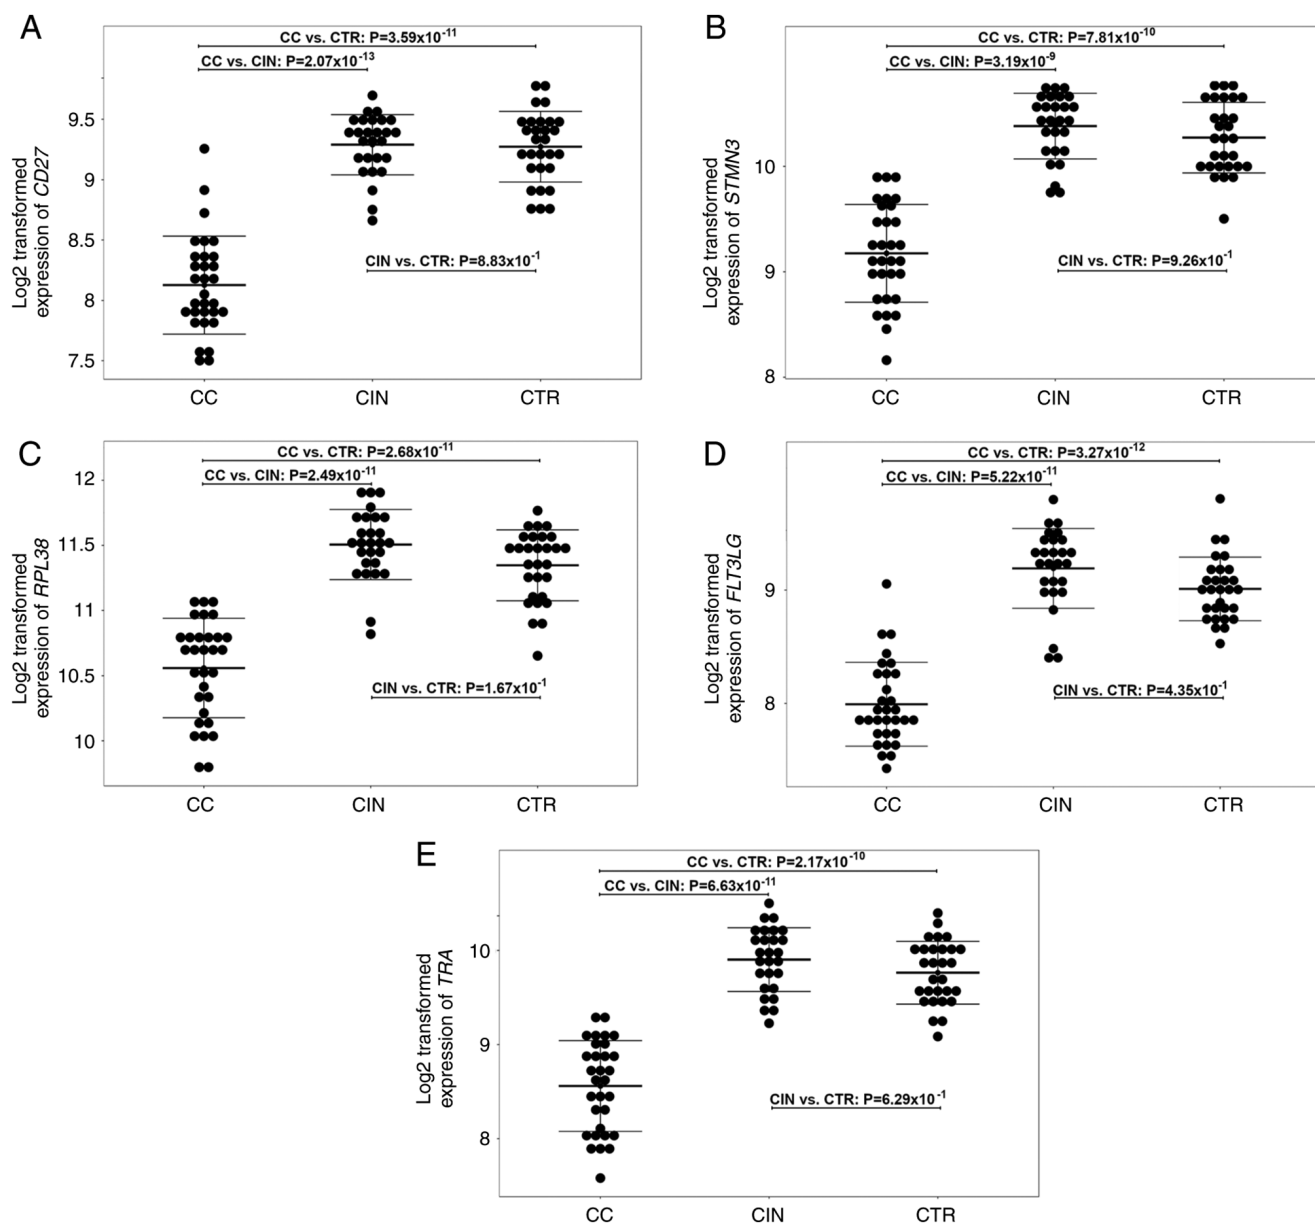 A
CC vs. CTR: P=3.59x10-11
CC vs. CIN: P=2.07x10-13
9.5
9
8.5
8
7.5
Log2 transformed
expression of CD27
CIN vs. CTR: P=8.83x10-1
CC
CIN
CTR
B
CC vs. CTR: P=7.81x10-10
CC vs. CIN: P=3.19x10-9
10
9
8
Log2 transformed
expression of STMN3
CIN vs. CTR: P=9.26x10-1
CC
CIN
CTR
C
CC vs. CTR: P=2.68x10-11
CC vs. CIN: P=2.49x10-11
12
11.5
11
10.5
10
Log2 transformed
expression of RPL38
CIN vs. CTR: P=1.67x10-1
CC
CIN
CTR
D
CC vs. CTR: P=3.27x10-12
CC vs. CIN: P=5.22x10-11
9
8
Log2 transformed
expression of FLT3LG
CIN vs. CTR: P=4.35x10-1
CC
CIN
CTR
E
CC vs. CTR: P=2.17x10-10
CC vs. CIN: P=6.63x10-11
10
9
8
Log2 transformed
expression of TRA
CIN vs. CTR: P=6.29x10-1
CC
CIN
CTR